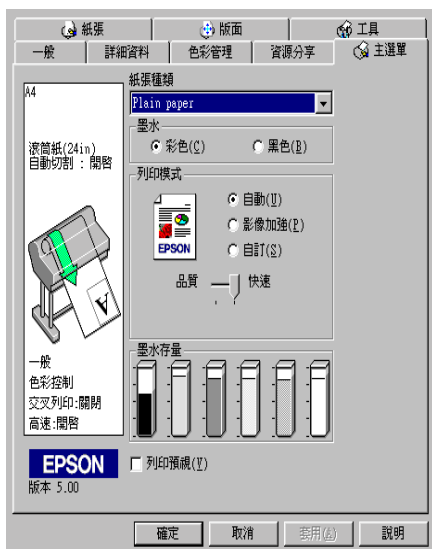 紙張 版面 工具
一般 詳細資料 色彩管理 資源分享 主選單
A4
滾筒紙(24in)
自動切割 : 開啓
一般
色彩控制
交叉列印:關閉
高速:開啓
EPSON
版本 5.00
紙張種類
Plain paper
墨水
彩色(C) 黑色(B)
列印模式
EPSON
自動(U)
影像加強(P)
自訂(S)
品質 快速
墨水存量
列印預視(V)
確定 取消 套用(A) 說明